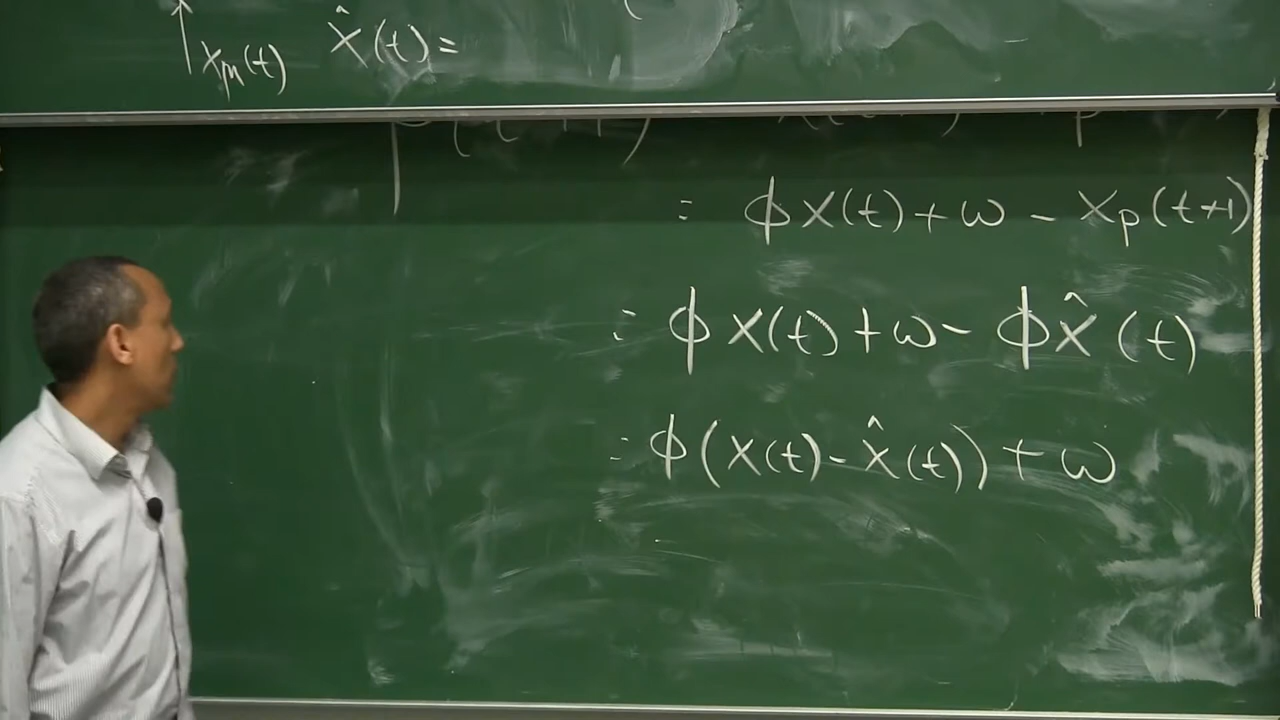 x_m(t) x̂(t) =
= ϕ x(t) + ω - x_p(t+1)
= ϕ x(t) + ω - ϕ x̂(t)
= ϕ(x(t) - x̂(t)) + ω